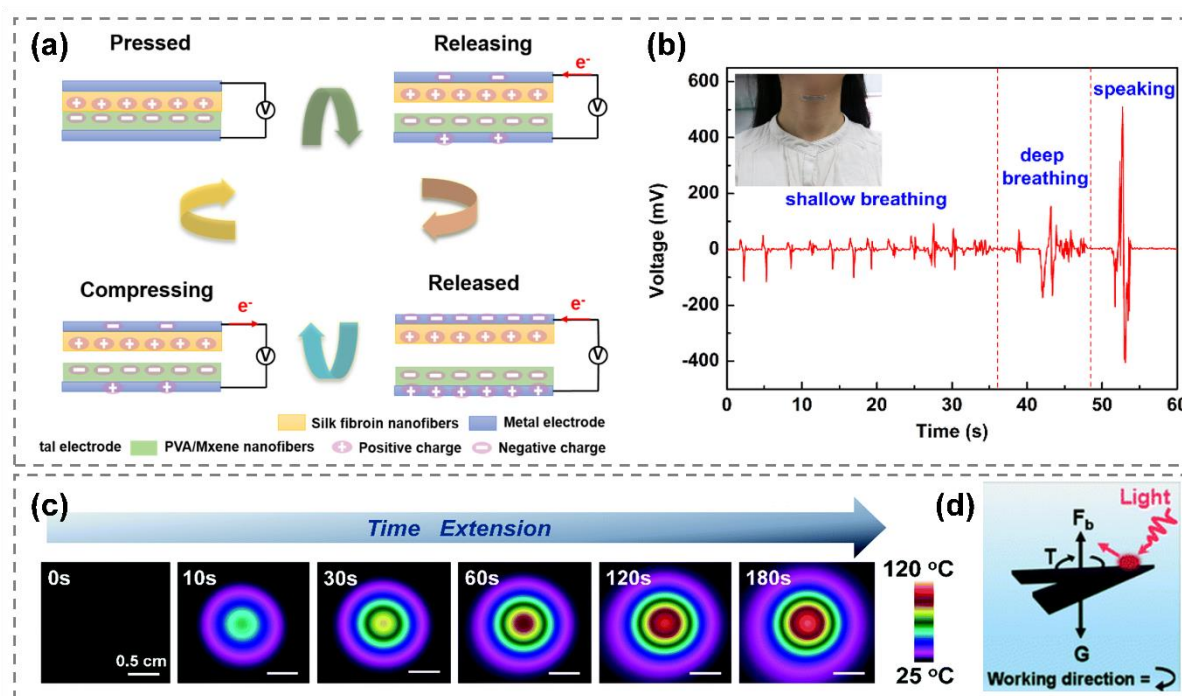 (a)
Pressed
Releasing
e-
V
V
Compressing
Released
e-
e-
V
V
Silk fibroin nanofibers
Metal electrode
tal electrode
PVA/Mxene nanofibers
Positive charge
Negative charge
(b)
600
400
200
0
-200
-400
Voltage (mV)
shallow breathing
deep
breathing
speaking
0
10
20
30
40
50
60
Time (s)
(c)
Time Extension
0s
10s
30s
60s
120s
180s
0.5 cm
120 °C
25 °C
(d)
Light
Fb
T
G
Working direction =